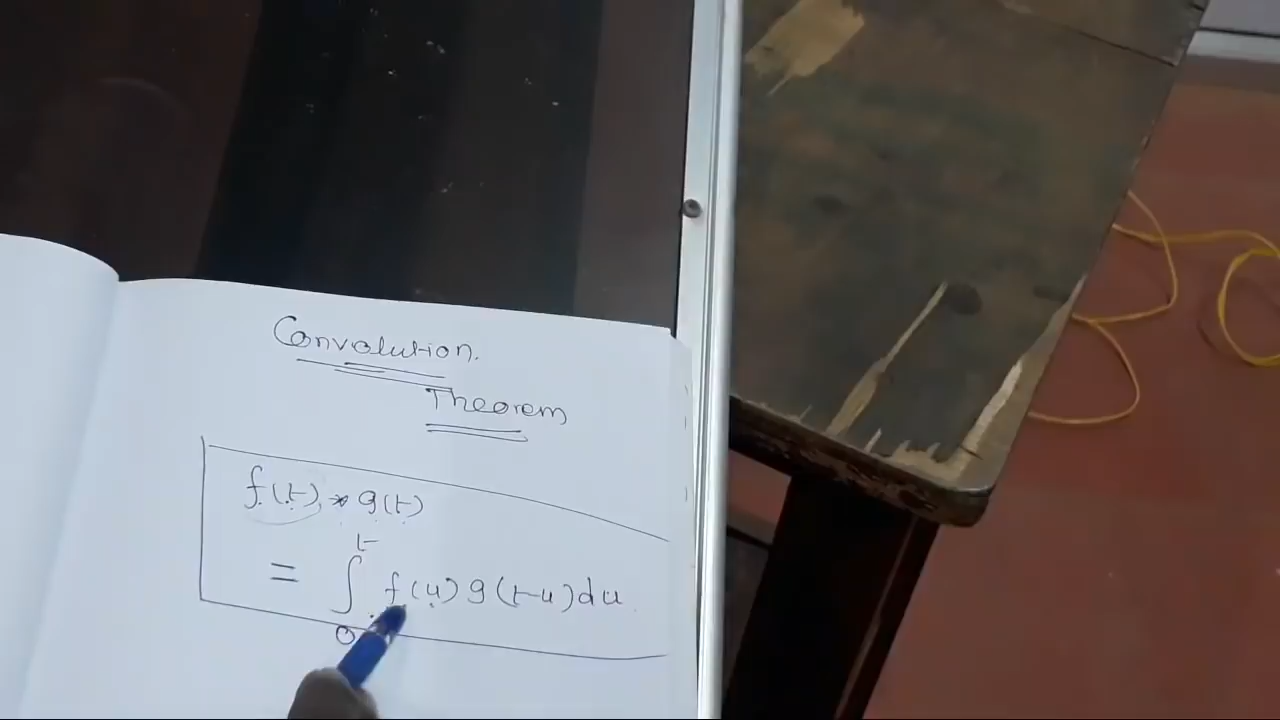 Convolution.
Theorem
f(t) * g(t)
= ∫₀ᵗ f(u) g(t-u) du